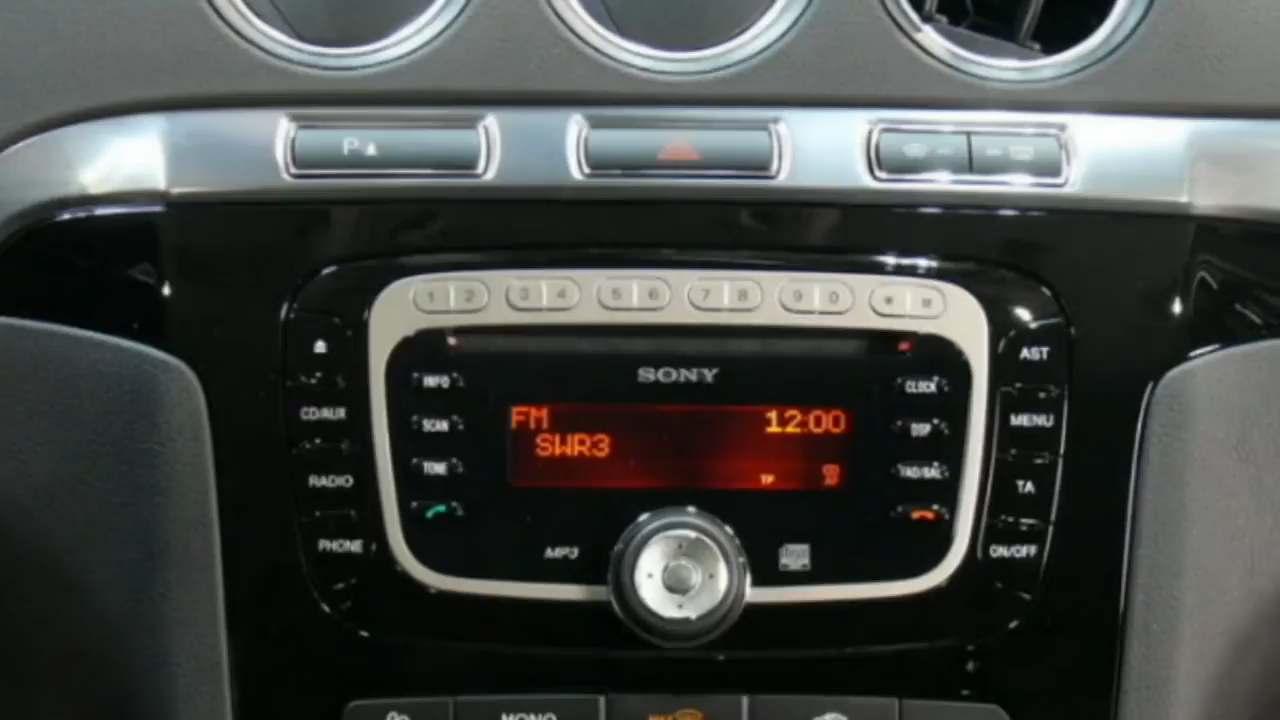 P
1 2 3 4 5 6 7 8 9 0 * #
SONY
INFO
CLOCK
AST
CD/AUX
SCAN
FM 12:00
SWR3
TP
DSP
MENU
RADIO
TONE
FAD/BAL
TA
PHONE
MP3
ON/OFF
MONO